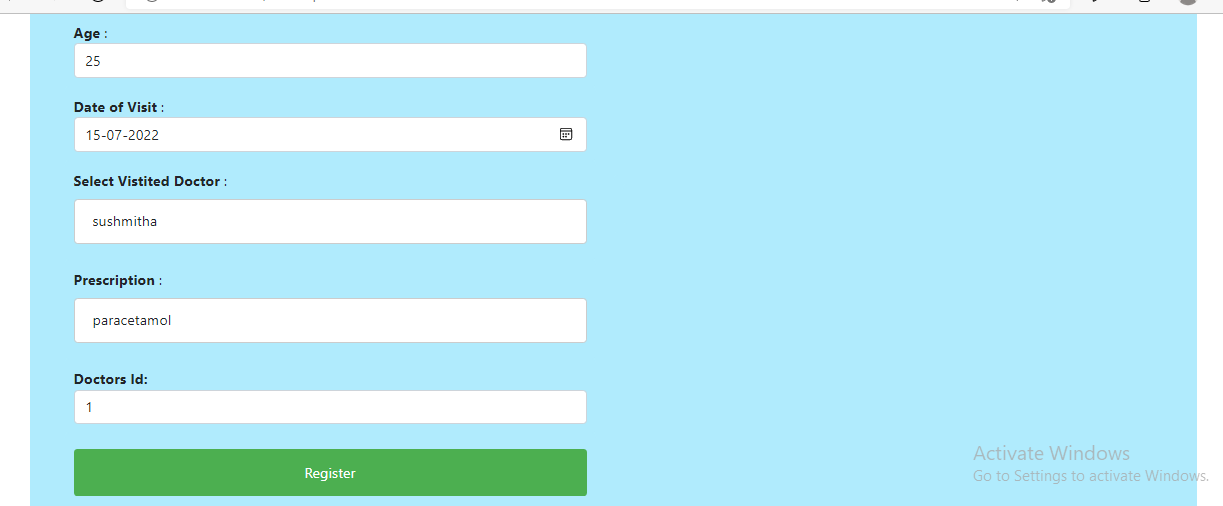 Age :
25
Date of Visit :
15-07-2022
Select Vistited Doctor :
sushmitha
Prescription :
paracetamol
Doctors Id:
1
Register
Activate Windows
Go to Settings to activate Windows.